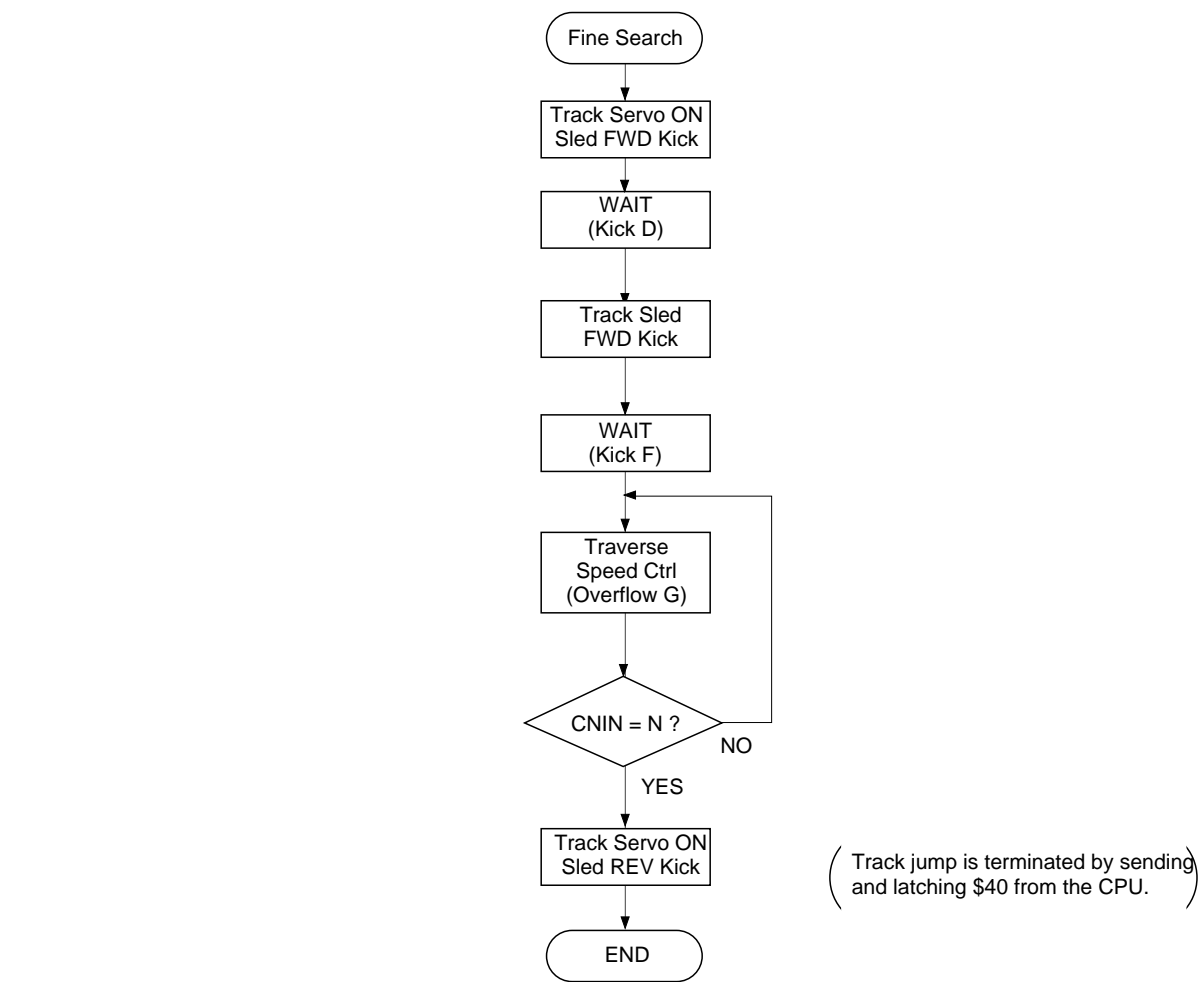 Fine Search
Track Servo ON
Sled FWD Kick
WAIT
(Kick D)
Track Sled
FWD Kick
WAIT
(Kick F)
Traverse
Speed Ctrl
(Overflow G)
CNIN = N ?
NO
YES
Track Servo ON
Sled REV Kick
Track jump is terminated by sending
and latching $40 from the CPU.
END